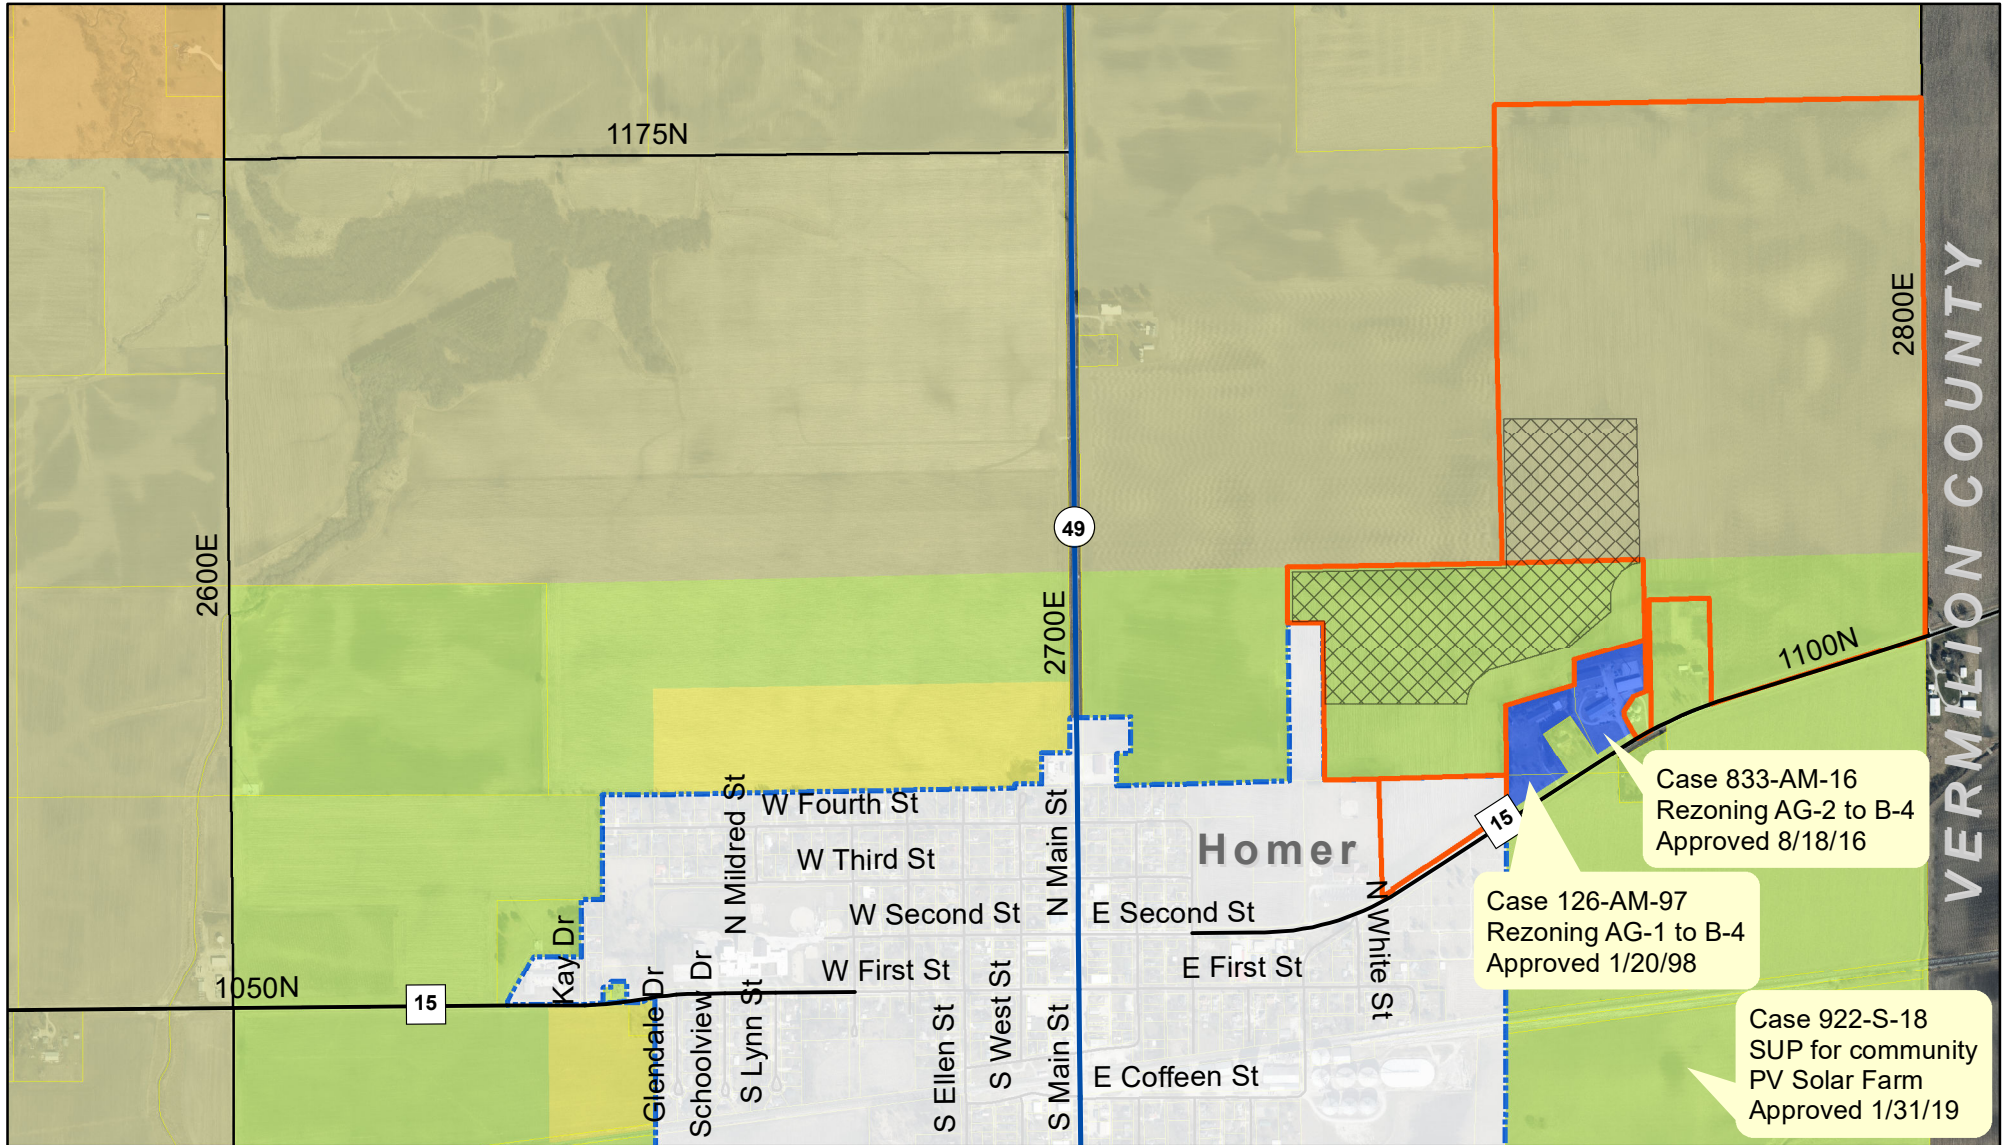 1175N
2800E
VERMILION COUNTY
49
2600E
2700E
1100N
Case 833-AM-16
Rezoning AG-2 to B-4
Approved 8/18/16
N Mildred St
W Fourth St
N Main St
15
Homer
W Third St
Case 126-AM-97
Rezoning AG-1 to B-4
Approved 1/20/98
W Second St
E Second St
N White St
Kay Dr
W First St
E First St
1050N
15
Glendale Dr
Schoolview Dr
S Lynn St
S Ellen St
S West St
S Main St
E Coffeen St
Case 922-S-18
SUP for community
PV Solar Farm
Approved 1/31/19